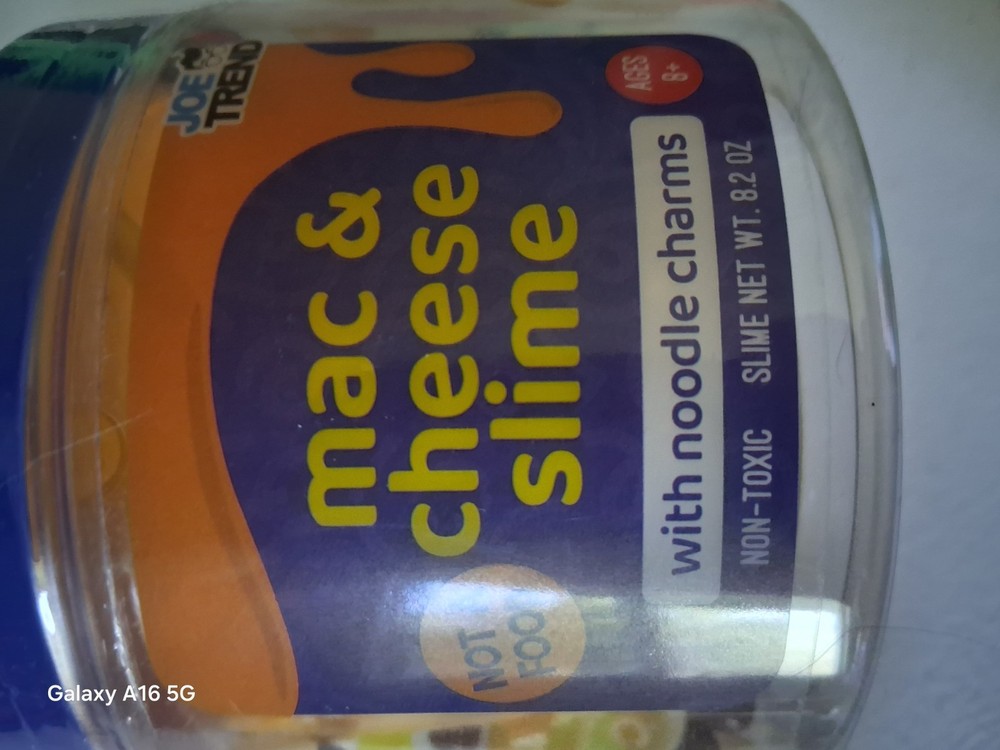 JOE
TREND
AGES
8+
mac &
cheese
slime
NOT
FOO
with noodle charms
NON-TOXIC SLIME NET WT. 8.2 OZ
Galaxy A16 5G